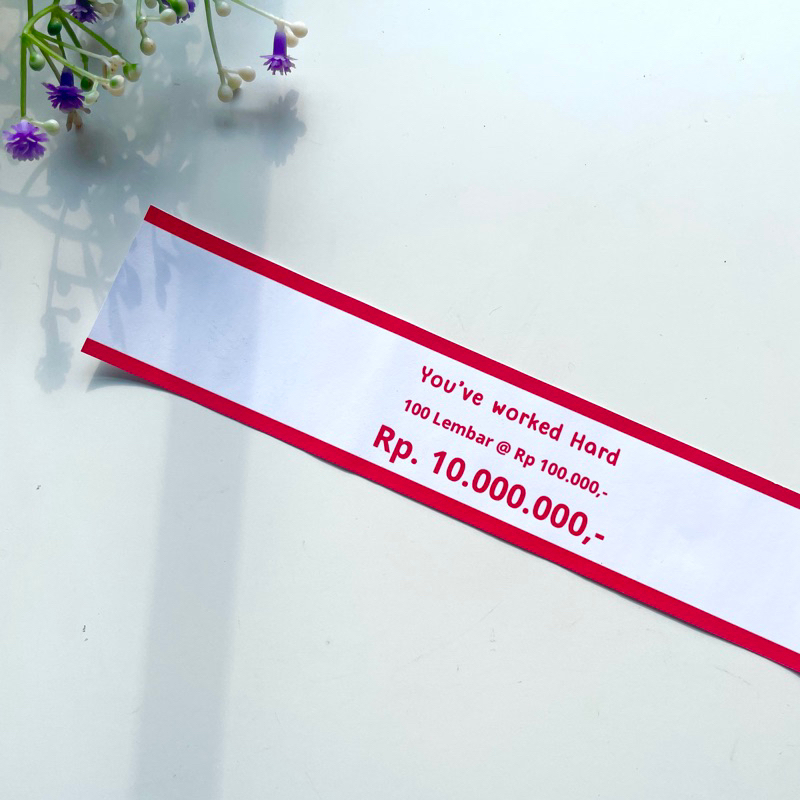 You've worked Hard
100 Lembar @ Rp 100.000,-
Rp. 10.000.000,-